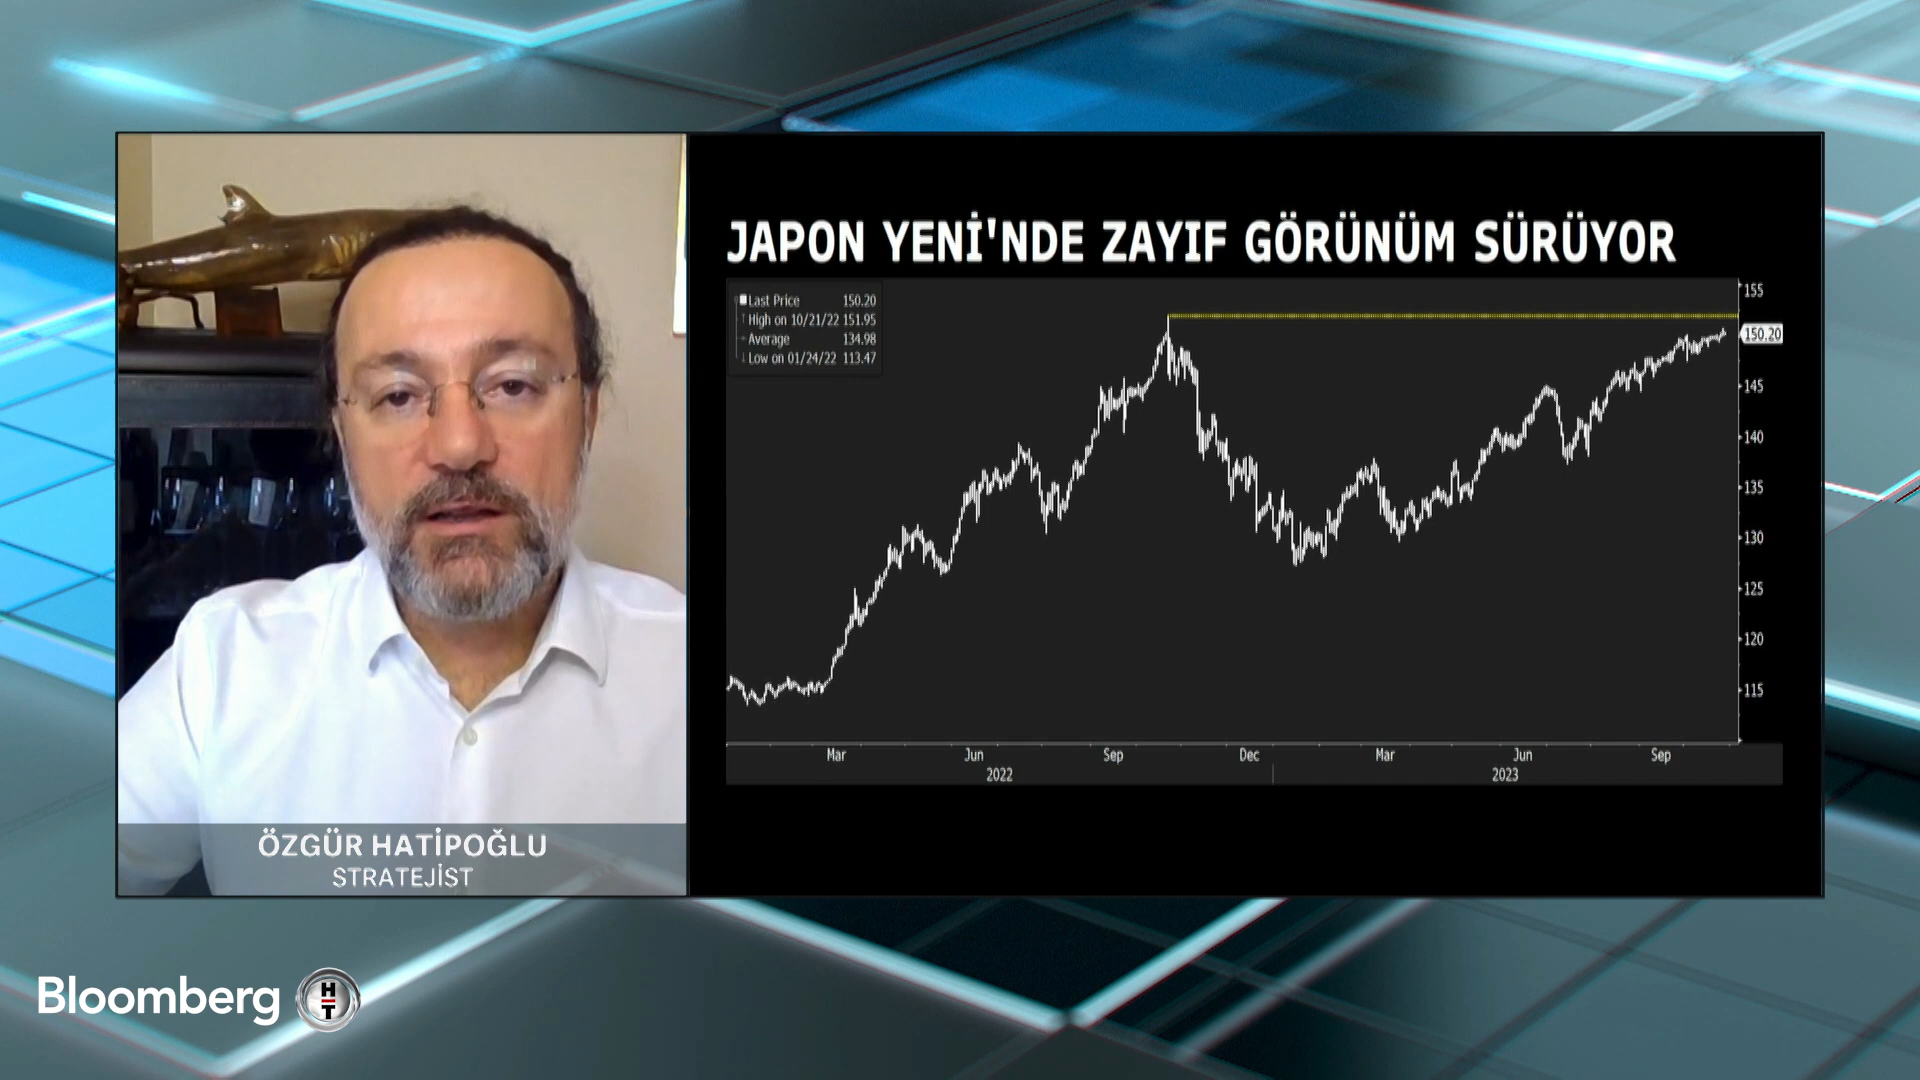 JAPON YENİ'NDE ZAYIF GÖRÜNÜM SÜRÜYOR
Last Price 150.20
High on 10/21/22 151.95
Average 134.98
Low on 01/24/22 113.47
155
150.20
145
140
135
130
125
120
115
Mar Jun Sep Dec Mar Jun Sep
2022 2023
ÖZGÜR HATİPOĞLU
STRATEJİST
Bloomberg HT